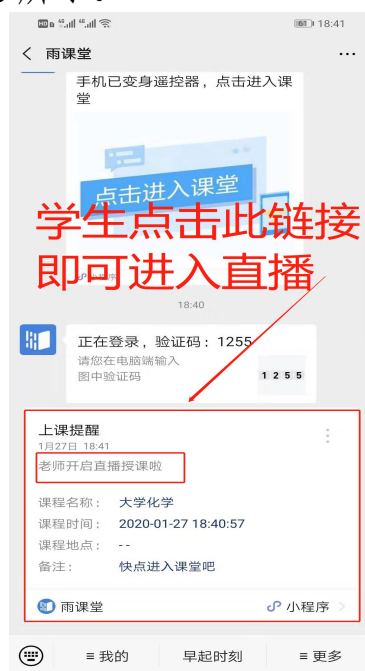 18:41
雨课堂
手机已变身遥控器，点击进入课
堂
点击进入课堂
学生点击此链接
即可进入直播
18:40
正在登录，验证码：1255
请您在电脑端输入
图中验证码
1 2 5 5
上课提醒
1月27日 18:41
老师开启直播授课啦
课程名称： 大学化学
课程时间： 2020-01-27 18:40:57
课程地点： --
备注： 快点进入课堂吧
雨课堂 小程序
≡ 我的 早起时刻 ≡ 更多